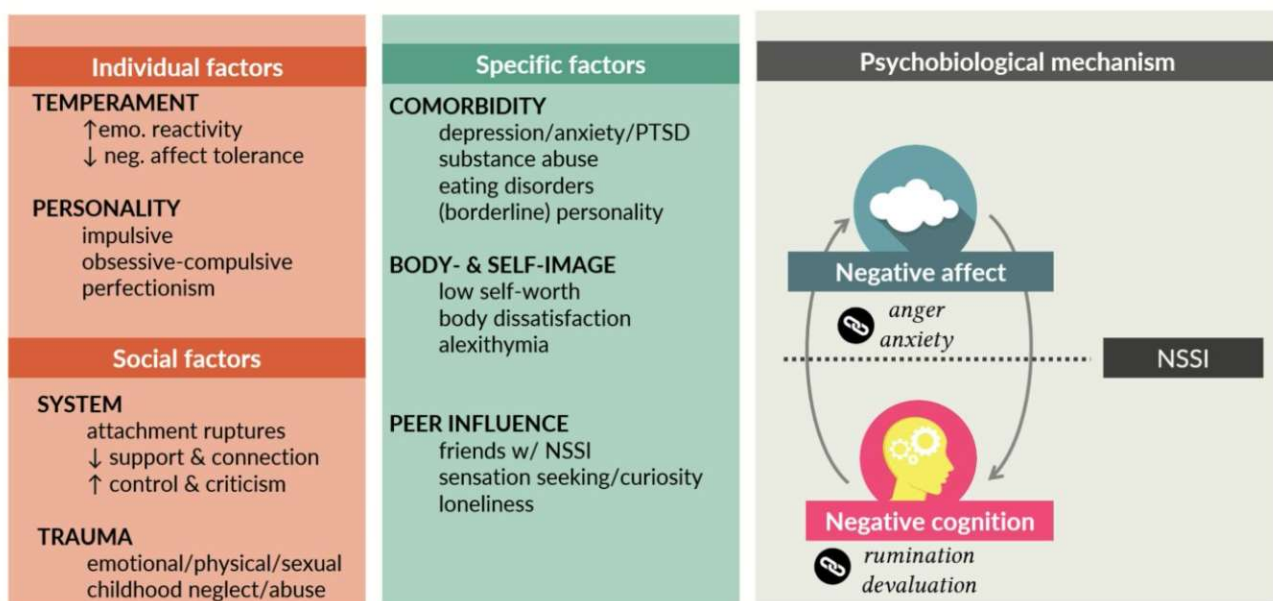 Individual factors
TEMPERAMENT
↑emo. reactivity
↓ neg. affect tolerance
PERSONALITY
impulsive
obsessive-compulsive
perfectionism
Social factors
SYSTEM
attachment ruptures
↓ support & connection
↑ control & criticism
TRAUMA
emotional/physical/sexual
childhood neglect/abuse
Specific factors
COMORBIDITY
depression/anxiety/PTSD
substance abuse
eating disorders
(borderline) personality
BODY- & SELF-IMAGE
low self-worth
body dissatisfaction
alexithymia
PEER INFLUENCE
friends w/ NSSI
sensation seeking/curiosity
loneliness
Psychobiological mechanism
Negative affect
anger
anxiety
NSSI
Negative cognition
rumination
devaluation